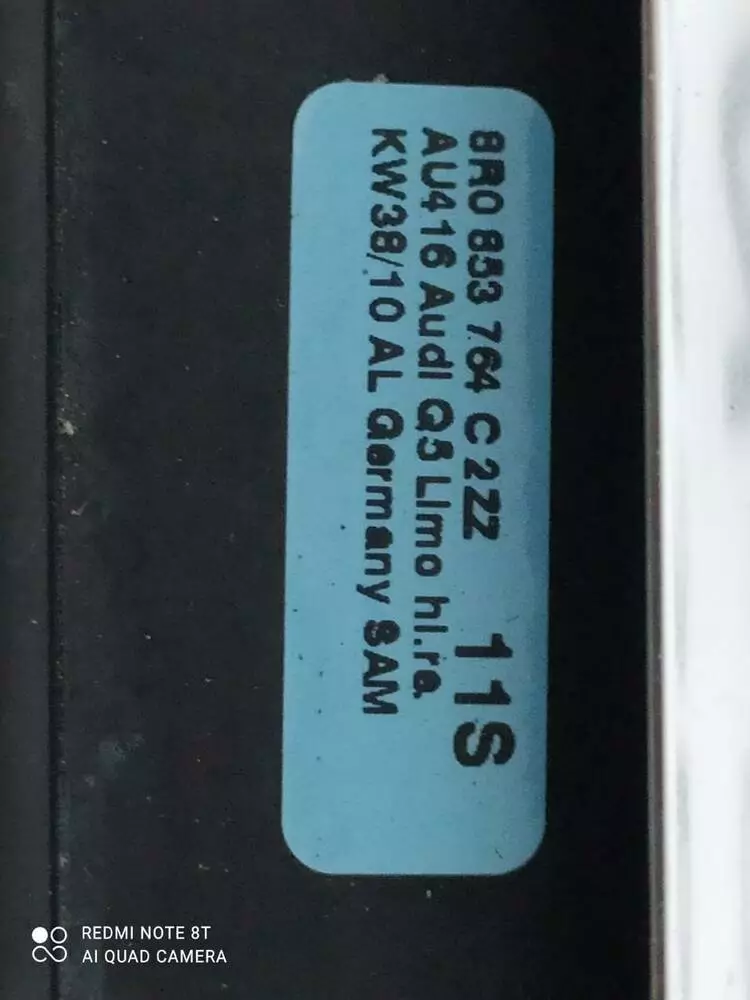 8R0 853 764 C 2ZZ 11S
AU416 Audi Q5 Limo hi.re
KW38/10 AL Germany SAM
REDMI NOTE 8T
AI QUAD CAMERA